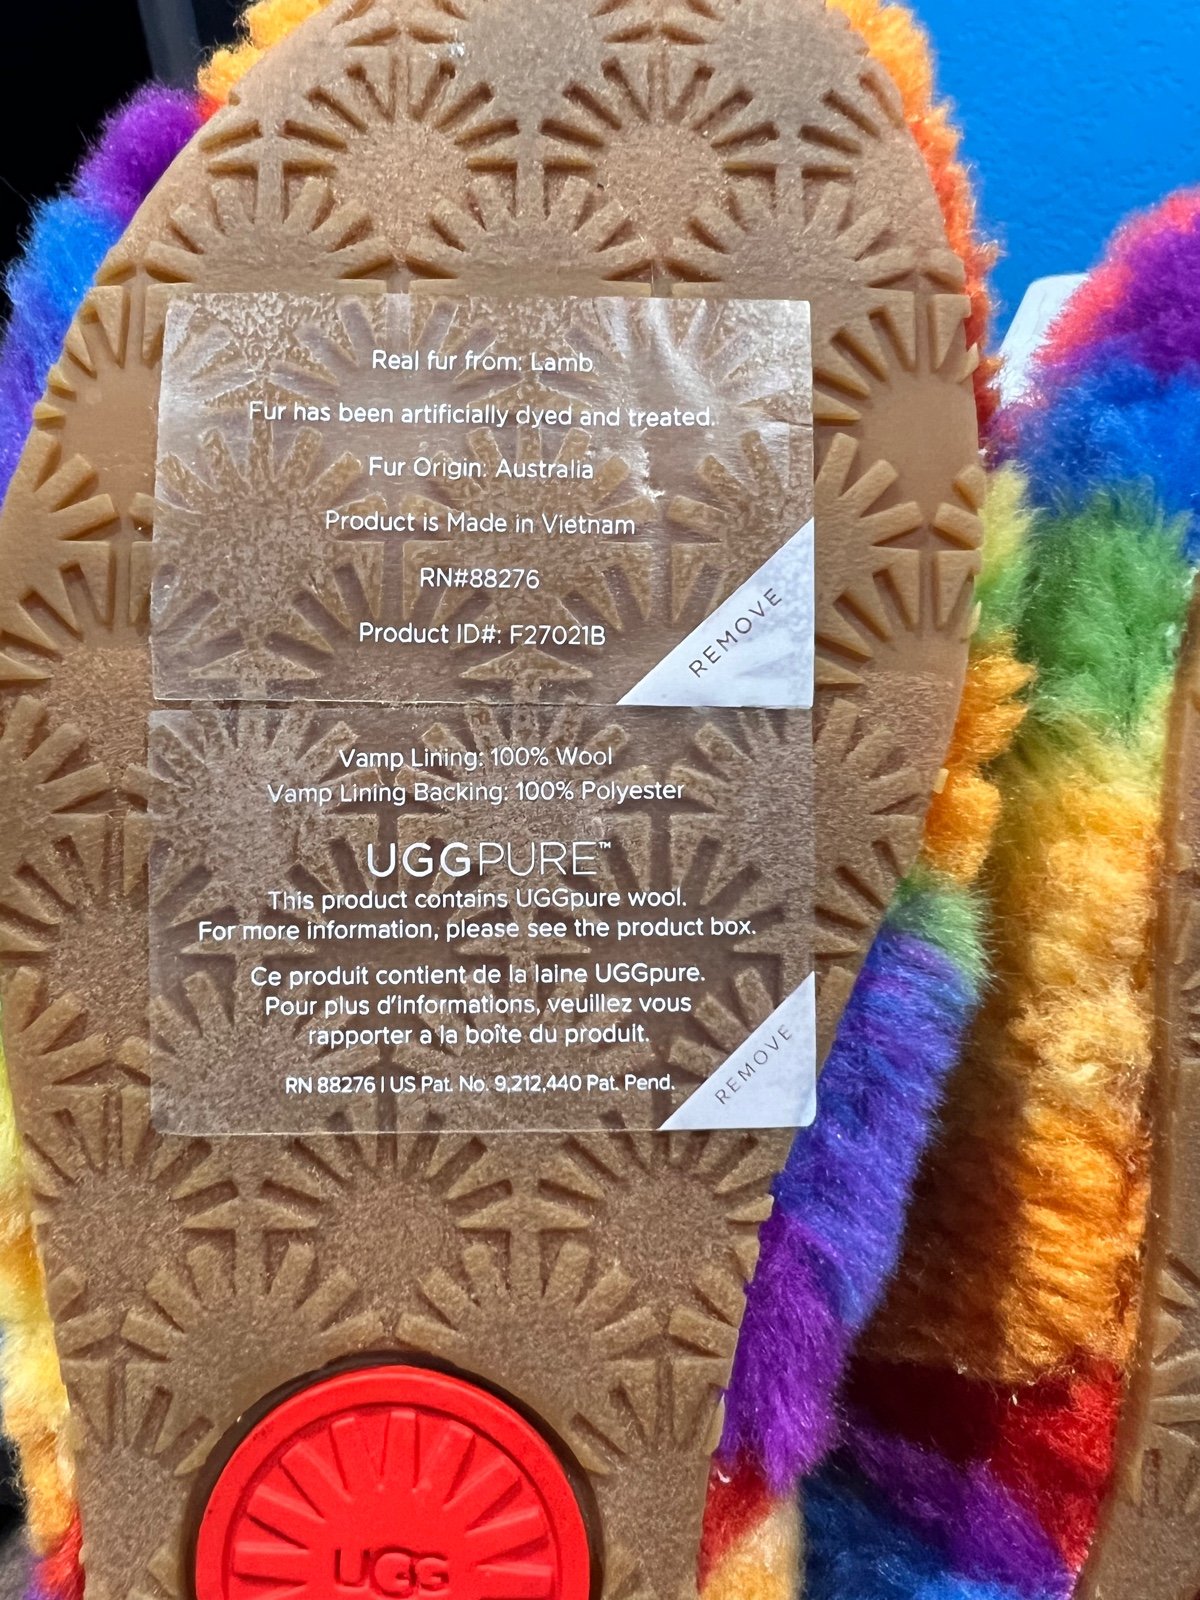 Real fur from: Lamb
Fur has been artificially dyed and treated.
Fur Origin: Australia
Product is Made in Vietnam
RN#88276
Product ID#: F27021B
REMOVE
Vamp Lining: 100% Wool
Vamp Lining Backing: 100% Polyester
UGGPURE™
This product contains UGGpure wool.
For more information, please see the product box.
Ce produit contient de la laine UGGpure.
Pour plus d'informations, veuillez vous
rapporter a la boîte du produit.
RN 88276 | US Pat. No. 9,212,440 Pat. Pend.
REMOVE
UGG